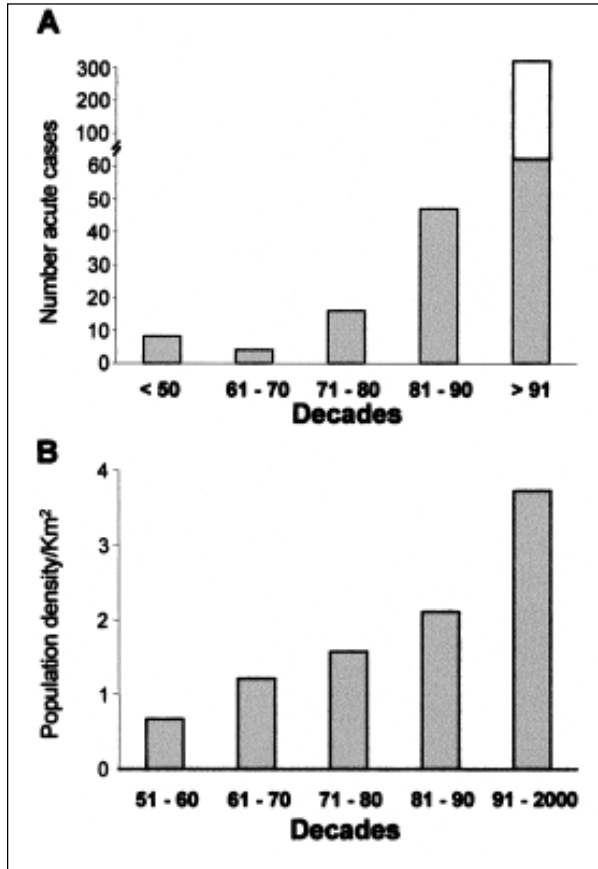 A
Number acute cases
300
200
100
60
50
40
30
20
10
0
< 50 61 - 70 71 - 80 81 - 90 > 91
Decades
B
Population density/Km²
4
3
2
1
0
51 - 60 61 - 70 71 - 80 81 - 90 91 - 2000
Decades